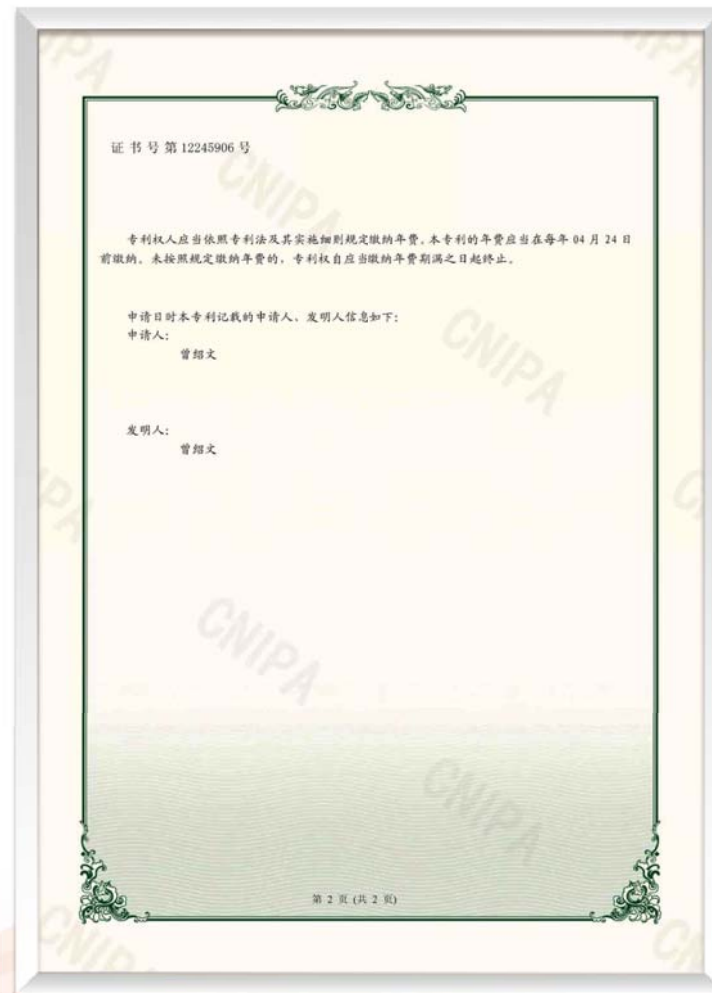 证书号第12245906号
专利权人应当依照专利法及其实施细则规定缴纳年费。本专利的年费应当在每年04月24日
前缴纳。未按照规定缴纳年费的，专利权自应当缴纳年费期满之日起终止。
申请日时本专利记载的申请人、发明人信息如下：
申请人：
曾绍文
发明人：
曾绍文
第 2 页 (共 2 页)
CNIPA
CNIPA
CNIPA
CNIPA